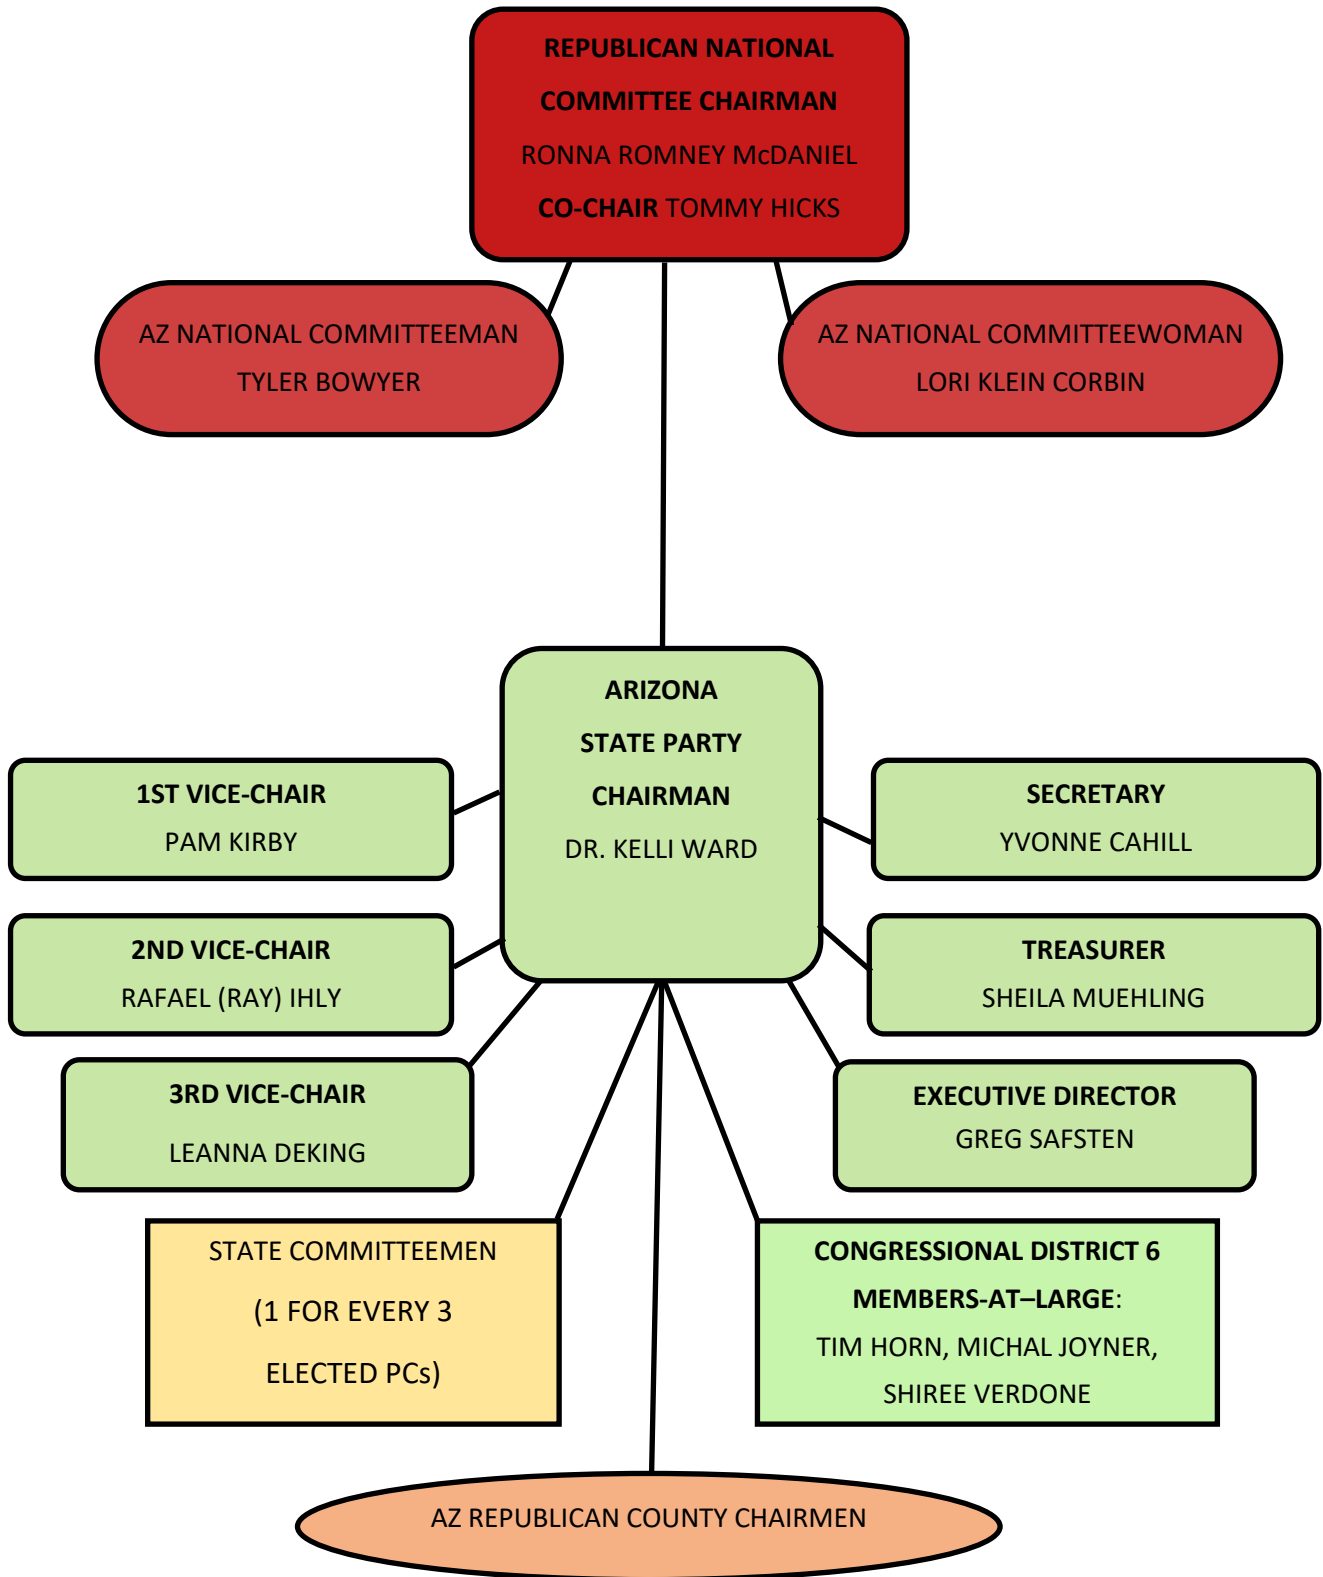 REPUBLICAN NATIONAL
COMMITTEE CHAIRMAN
RONNA ROMNEY McDANIEL
CO-CHAIR TOMMY HICKS
AZ NATIONAL COMMITTEEMAN
TYLER BOWYER
AZ NATIONAL COMMITTEEWOMAN
LORI KLEIN CORBIN
ARIZONA
STATE PARTY
CHAIRMAN
DR. KELLI WARD
1ST VICE-CHAIR
PAM KIRBY
SECRETARY
YVONNE CAHILL
2ND VICE-CHAIR
RAFAEL (RAY) IHLY
TREASURER
SHEILA MUEHLING
3RD VICE-CHAIR
LEANNA DEKING
EXECUTIVE DIRECTOR
GREG SAFSTEN
STATE COMMITTEEMEN
(1 FOR EVERY 3
ELECTED PCs)
CONGRESSIONAL DISTRICT 6
MEMBERS-AT–LARGE:
TIM HORN, MICHAL JOYNER,
SHIREE VERDONE
AZ REPUBLICAN COUNTY CHAIRMEN